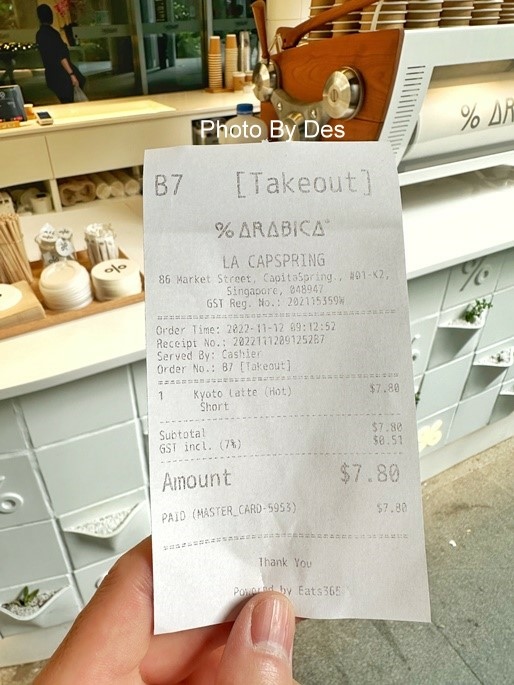 Photo By Des
% AR
B7 [Takeout]
% ARABICA
LA CAPSPRING
86 Market Street, CapitaSpring., #01-K2,
Singapore, 048947
GST Reg. No.: 202115359W
Order Time: 2022-11-12 09:12:52
Receipt No.: 20221112091252B7
Served By: Cashier
Order No.: B7 [Takeout]
1 Kyoto Latte (Hot) $7.80
Short
Subtotal $7.80
GST incl. (7%) $0.51
Amount $7.80
PAID (MASTER_CARD-5953) $7.80
Thank You
Powered by Eats365